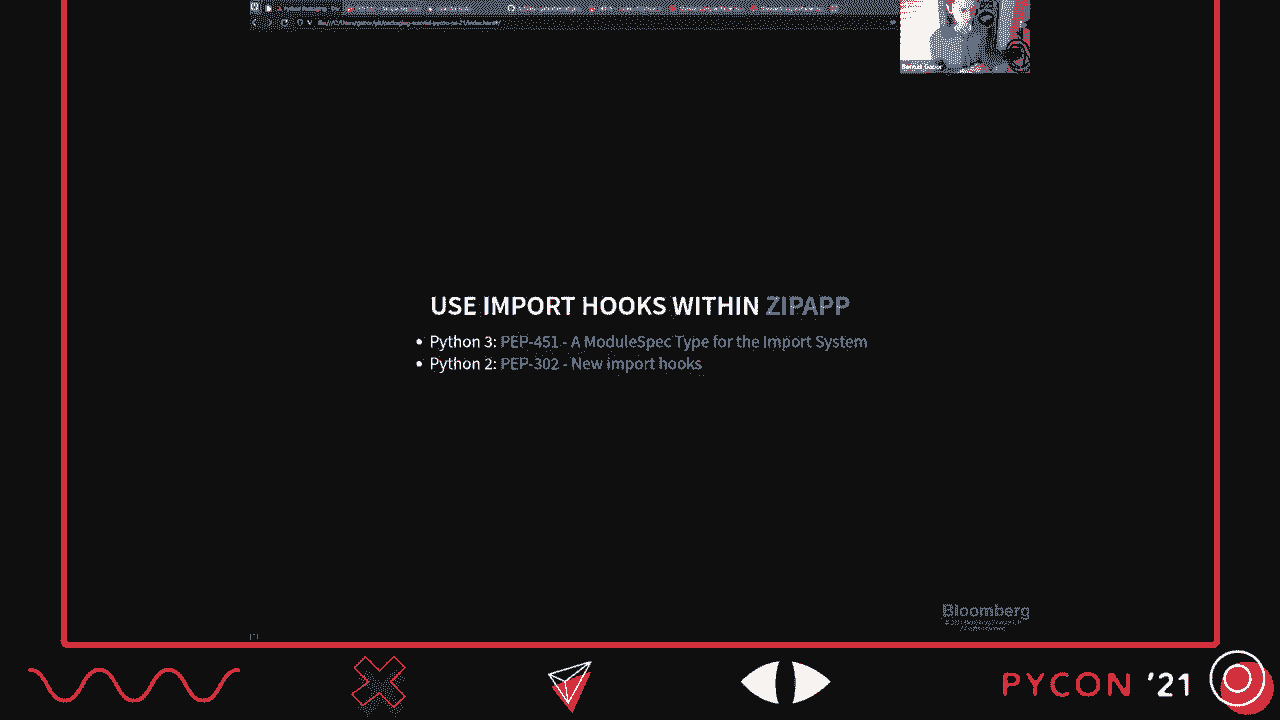 USE IMPORT HOOKS WITHIN ZIPAPP
• Python 3: PEP-451 - A ModuleSpec Type for the Import System
• Python 2: PEP-302 - New import hooks
Bloomberg
PYCON '21